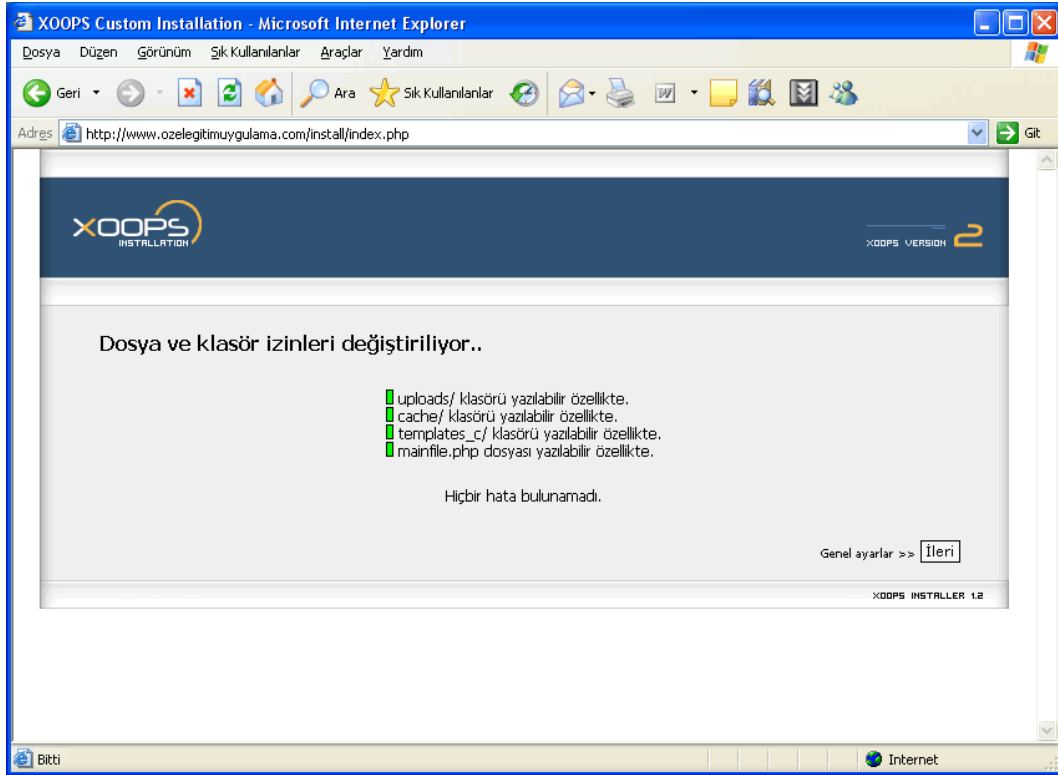 XOOPS Custom Installation - Microsoft Internet Explorer
Dosya Düzen Görünüm Sık Kullanılanlar Araçlar Yardım
Geri Ara Sık Kullanılanlar
Adres http://www.ozelegitimuygulama.com/install/index.php Git
XOOPS
INSTALLATION
XOOPS VERSION 2
Dosya ve klasör izinleri değiştiriliyor..
uploads/ klasörü yazılabilir özellikte.
cache/ klasörü yazılabilir özellikte.
templates_c/ klasörü yazılabilir özellikte.
mainfile.php dosyası yazılabilir özellikte.
Hiçbir hata bulunamadı.
Genel ayarlar >> İleri
XOOPS INSTALLER 1.2
Bitti Internet